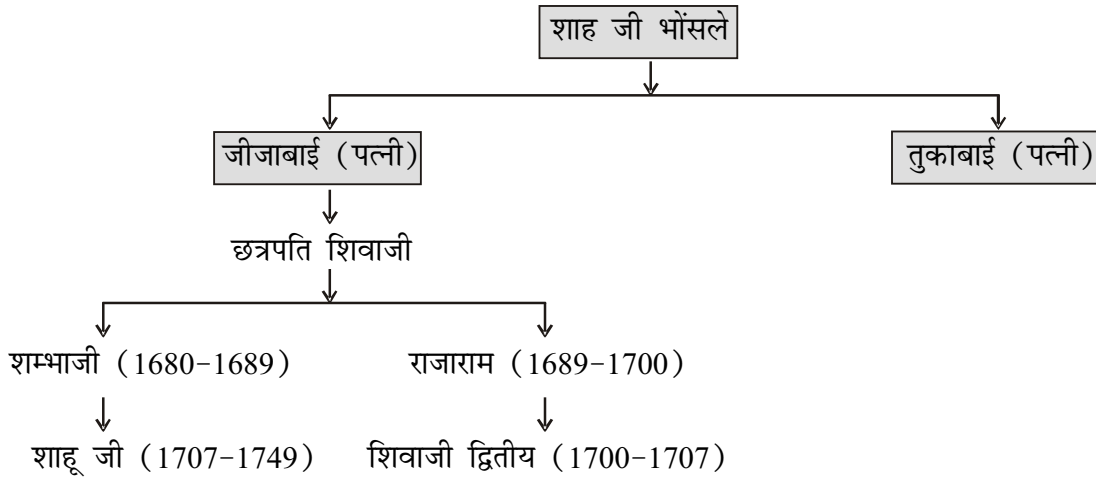 शाह जी भोंसले
जीजाबाई (पत्नी) तुकाबाई (पत्नी)
छत्रपति शिवाजी
शम्भाजी (1680-1689) राजाराम (1689-1700)
शाहू जी (1707-1749) शिवाजी द्वितीय (1700-1707)